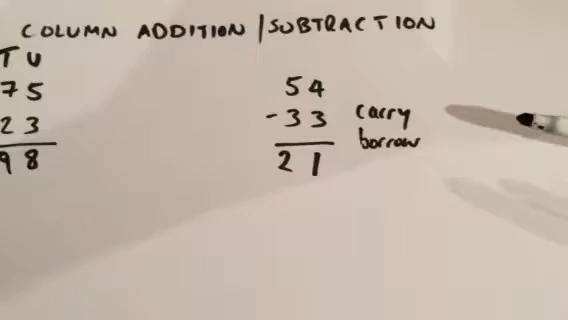 COLUMN ADDITION / SUBTRACTION
T U
75
23
98
54
-33
21
carry
borrow